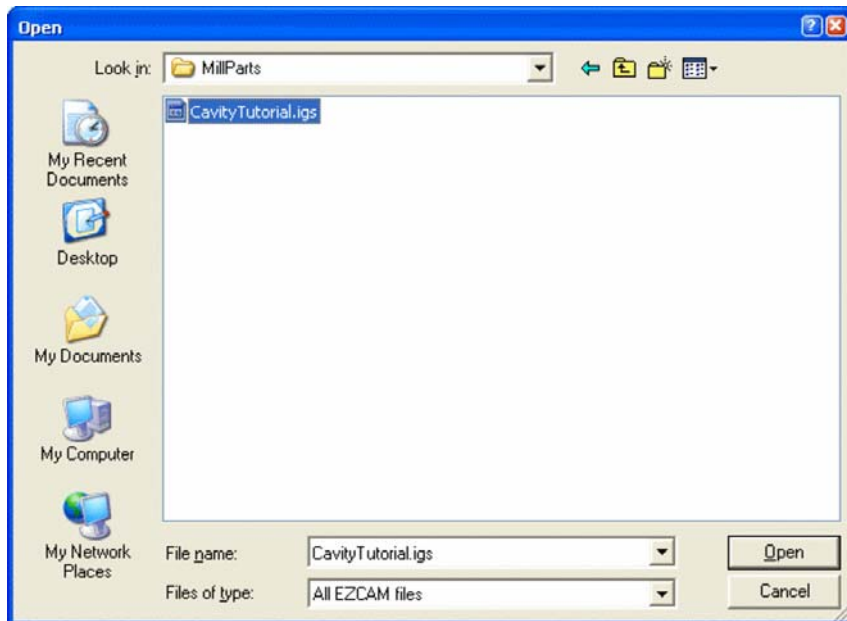 Open
Look in: MillParts
CavityTutorial.igs
My Recent
Documents
Desktop
My Documents
My Computer
My Network
Places
File name: CavityTutorial.igs Open
Files of type: All EZCAM files Cancel